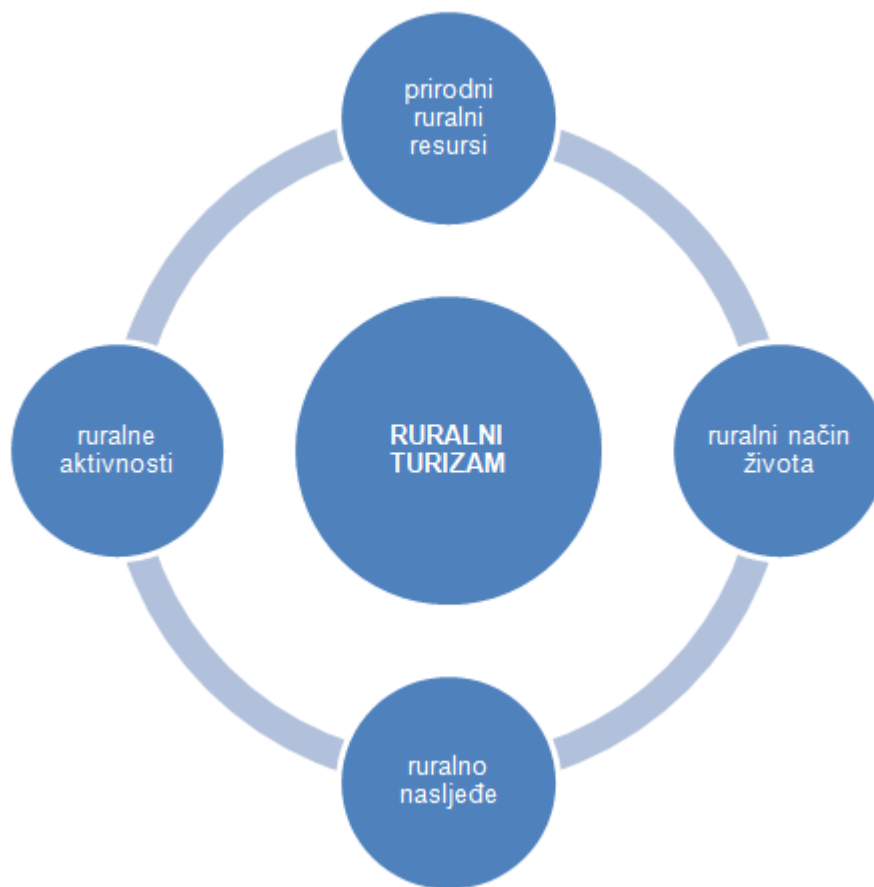 prirodni
ruralni
resursi
ruralne
aktivnosti
RURALNI
TURIZAM
ruralni način
života
ruralno
nasljeđe